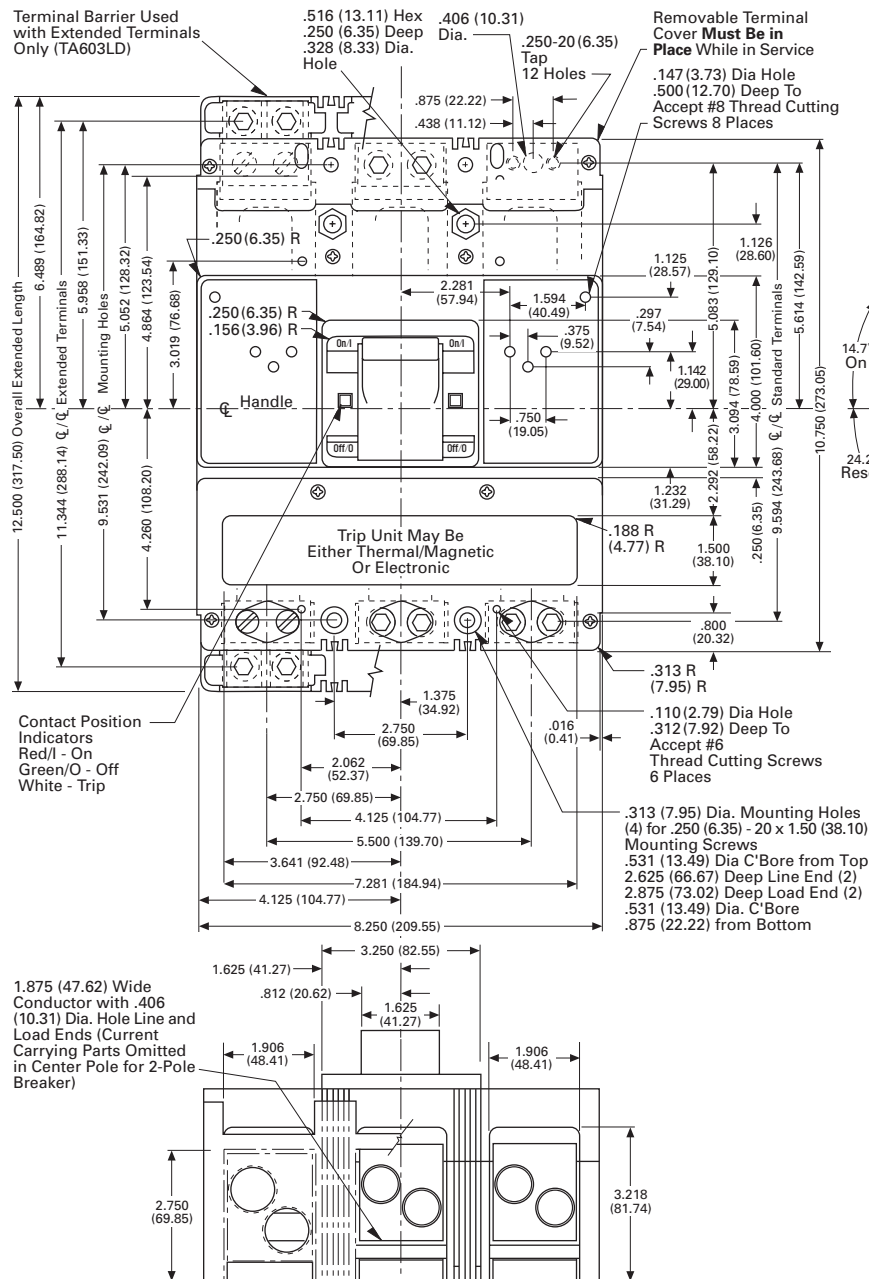 Terminal Barrier Used
with Extended Terminals
Only (TA603LD)
.516 (13.11) Hex
.250 (6.35) Deep
.328 (8.33) Dia.
Hole
.406 (10.31)
Dia.
.250-20 (6.35)
Tap
12 Holes
Removable Terminal
Cover Must Be in
Place While in Service
.147 (3.73) Dia Hole
.500 (12.70) Deep To
Accept #8 Thread Cutting
Screws 8 Places
.875 (22.22)
.438 (11.12)
12.500 (317.50) Overall Extended Length
6.489 (164.82)
11.344 (288.14) ℄/℄ Extended Terminals
5.958 (151.33)
9.531 (242.09) ℄/℄ Mounting Holes
5.052 (128.32)
4.864 (123.54)
3.019 (76.68)
4.260 (108.20)
.250 (6.35) R
.250 (6.35) R
.156 (3.96) R
On/I
On/I
Off/O
Off/O
℄ Handle
2.281
(57.94)
1.594
(40.49)
.375
(9.52)
.750
(19.05)
1.125
(28.57)
.297
(7.54)
1.142
(29.00)
5.083 (129.10)
1.126
(28.60)
3.094 (78.59)
4.000 (101.60)
5.614 (142.59)
9.594 (243.68) ℄/℄ Standard Terminals
10.750 (273.05)
2.292 (58.22)
1.232
(31.29)
.250 (6.35)
14.7
On
24.2
Res
Trip Unit May Be
Either Thermal/Magnetic
Or Electronic
.188 R
(4.77) R
1.500
(38.10)
.800
(20.32)
.313 R
(7.95) R
Contact Position
Indicators
Red/I - On
Green/O - Off
White - Trip
1.375
(34.92)
2.750
(69.85)
.016
(0.41)
.110 (2.79) Dia Hole
.312 (7.92) Deep To
Accept #6
Thread Cutting Screws
6 Places
2.062
(52.37)
2.750 (69.85)
4.125 (104.77)
5.500 (139.70)
3.641 (92.48)
7.281 (184.94)
4.125 (104.77)
8.250 (209.55)
.313 (7.95) Dia. Mounting Holes
(4) for .250 (6.35) - 20 x 1.50 (38.10)
Mounting Screws
.531 (13.49) Dia C'Bore from Top
2.625 (66.67) Deep Line End (2)
2.875 (73.02) Deep Load End (2)
.531 (13.49) Dia. C'Bore
.875 (22.22) from Bottom
3.250 (82.55)
1.625 (41.27)
.812 (20.62)
1.625
(41.27)
1.875 (47.62) Wide
Conductor with .406
(10.31) Dia. Hole Line and
Load Ends (Current
Carrying Parts Omitted
in Center Pole for 2-Pole
Breaker)
1.906
(48.41)
1.906
(48.41)
2.750
(69.85)
3.218
(81.74)